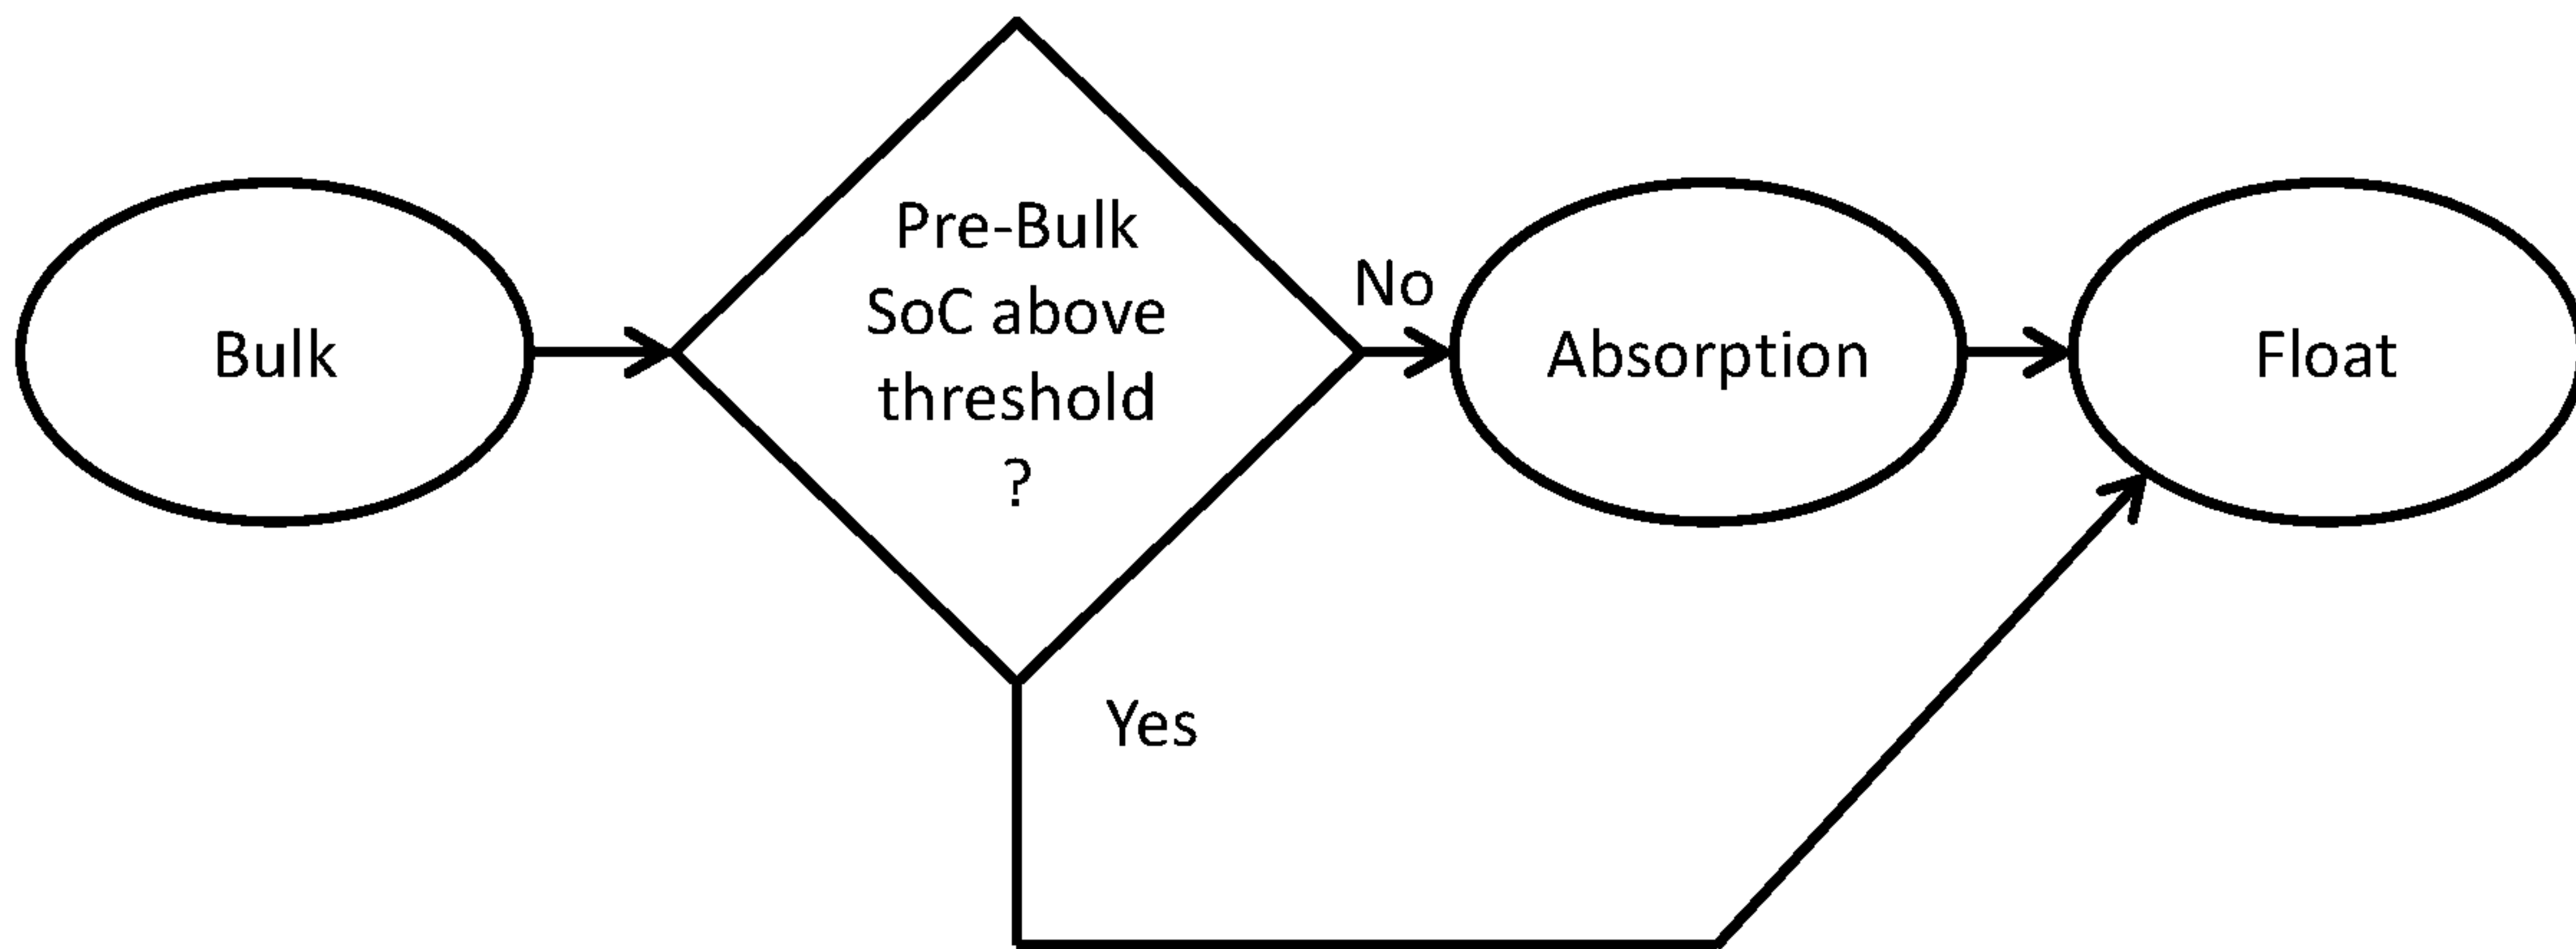 Bulk
Pre-Bulk
SoC above
threshold
?
No
Absorption
Float
Yes